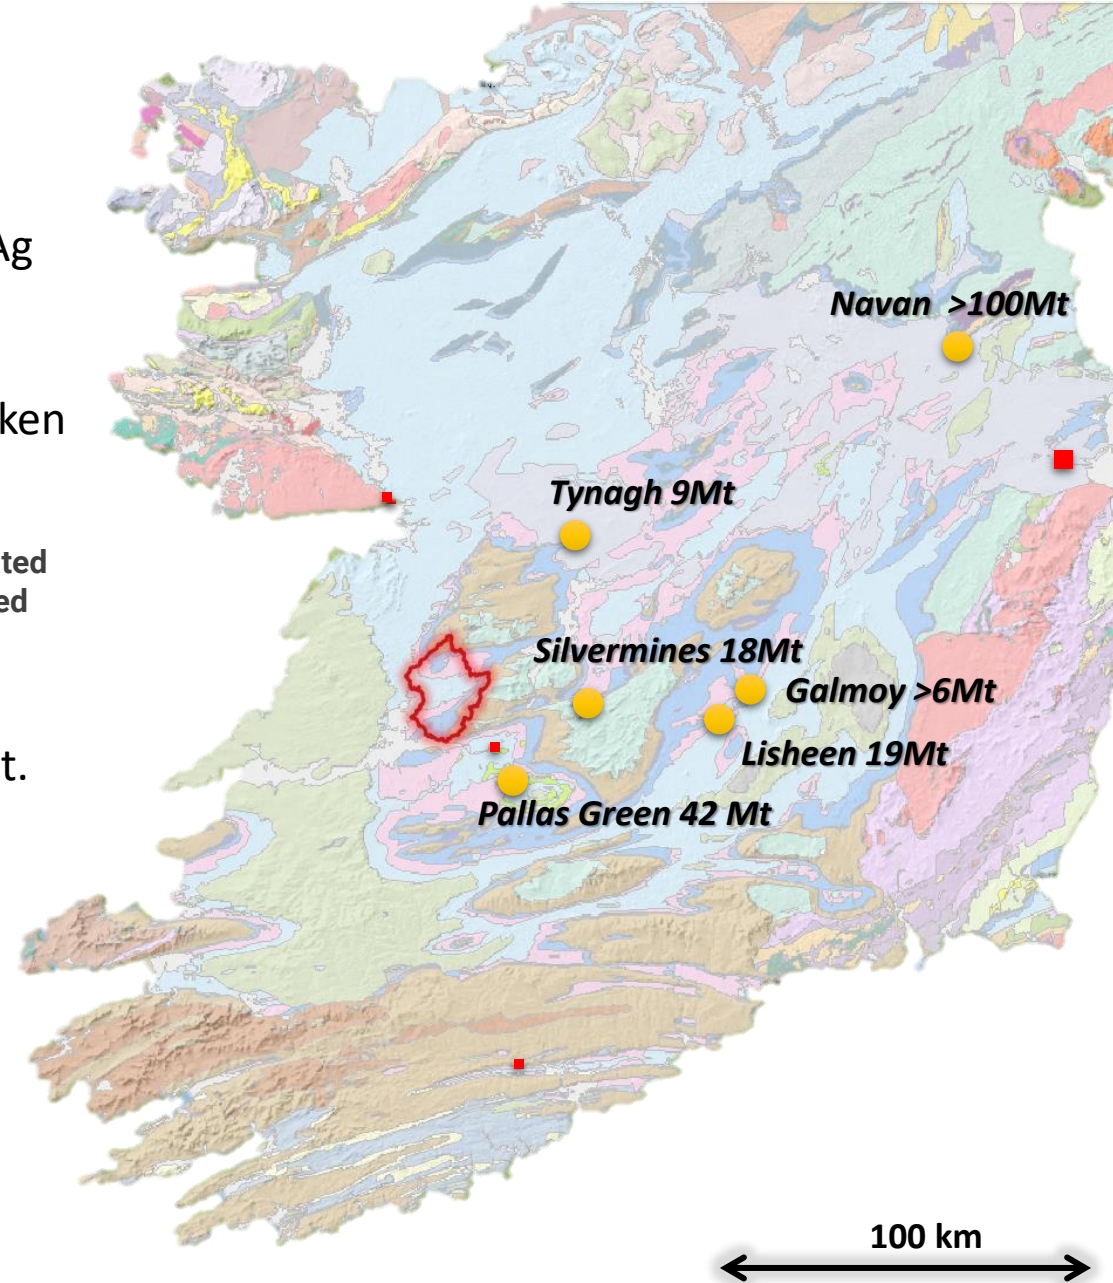 Ag
Navan >100Mt
ken
Tynagh 9Mt
ted
ed
Silvermines 18Mt
Galmoy >6Mt
Lisheen 19Mt
t.
Pallas Green 42 Mt
100 km